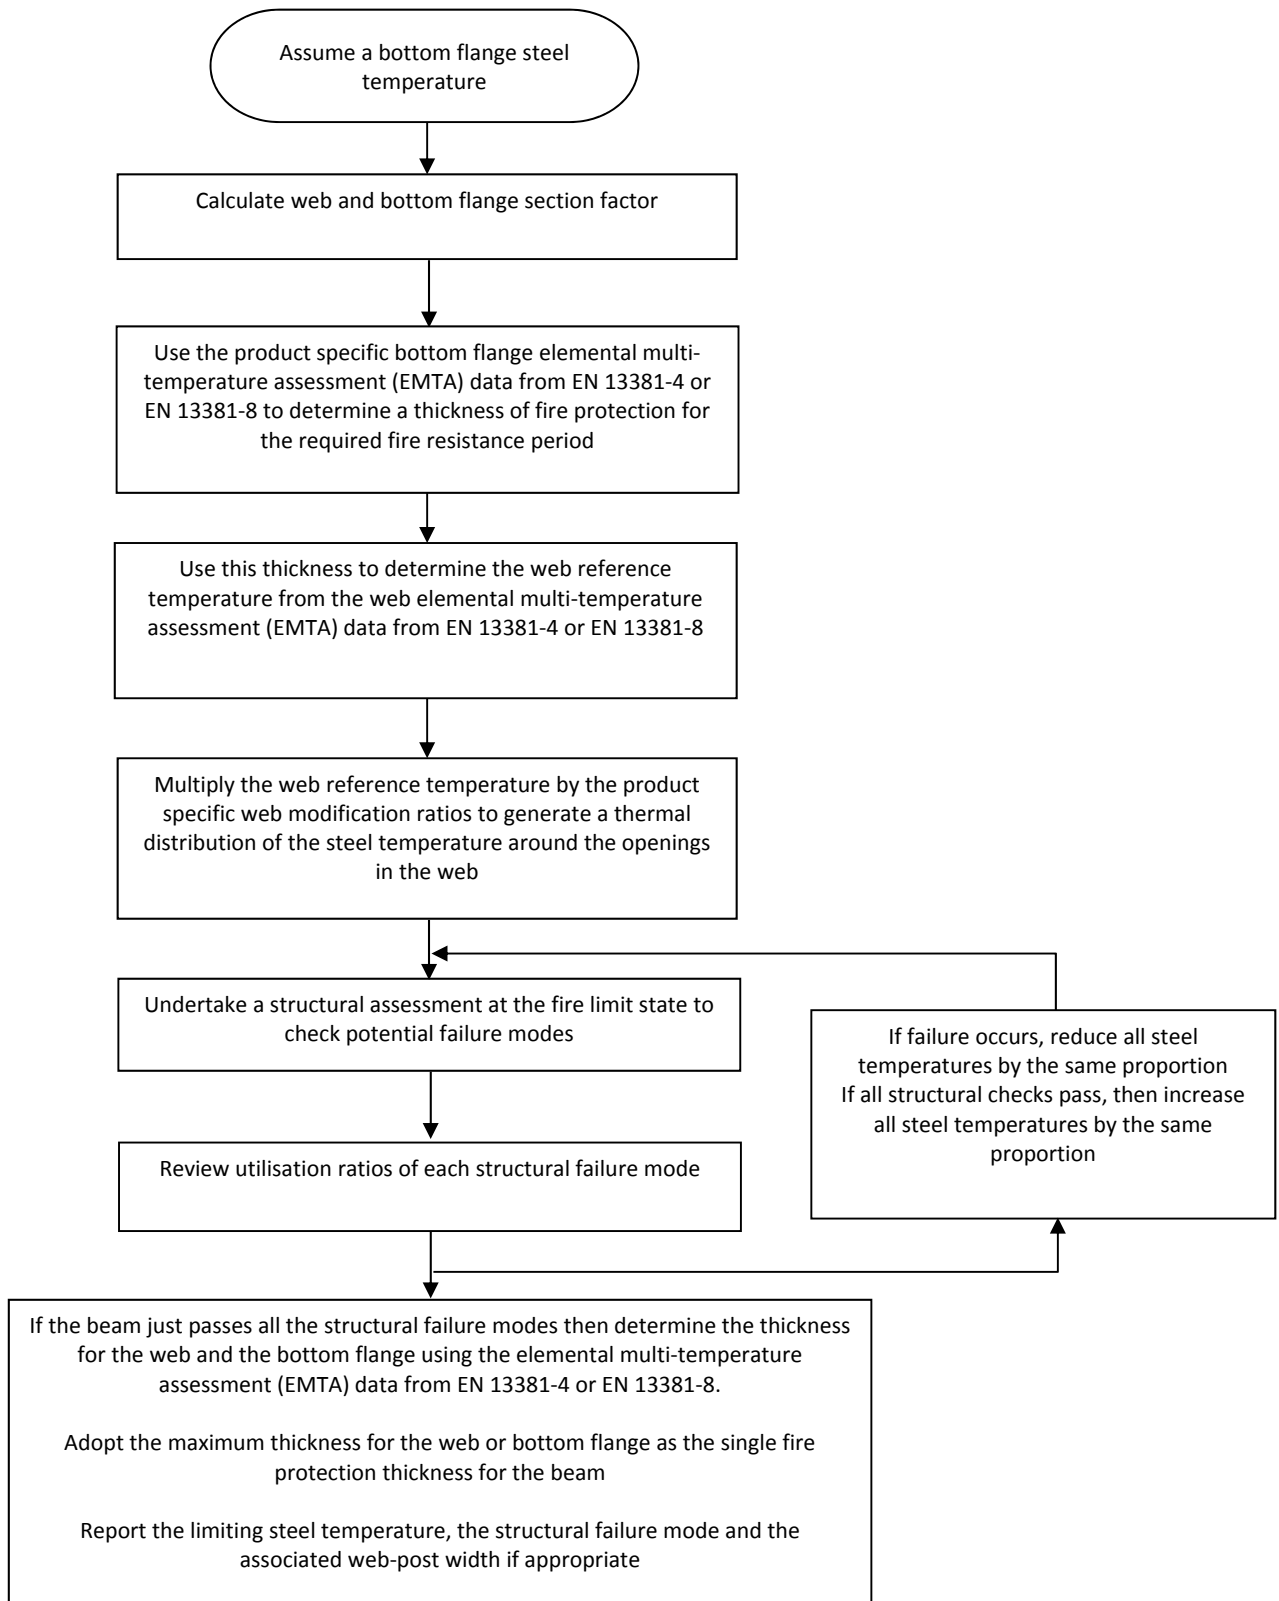 Assume a bottom flange steel
temperature
Calculate web and bottom flange section factor
Use the product specific bottom flange elemental multi-
temperature assessment (EMTA) data from EN 13381-4 or
EN 13381-8 to determine a thickness of fire protection for
the required fire resistance period
Use this thickness to determine the web reference
temperature from the web elemental multi-temperature
assessment (EMTA) data from EN 13381-4 or EN 13381-8
Multiply the web reference temperature by the product
specific web modification ratios to generate a thermal
distribution of the steel temperature around the openings
in the web
Undertake a structural assessment at the fire limit state to
check potential failure modes
If failure occurs, reduce all steel
temperatures by the same proportion
If all structural checks pass, then increase
all steel temperatures by the same
proportion
Review utilisation ratios of each structural failure mode
If the beam just passes all the structural failure modes then determine the thickness
for the web and the bottom flange using the elemental multi-temperature
assessment (EMTA) data from EN 13381-4 or EN 13381-8.
Adopt the maximum thickness for the web or bottom flange as the single fire
protection thickness for the beam
Report the limiting steel temperature, the structural failure mode and the
associated web-post width if appropriate